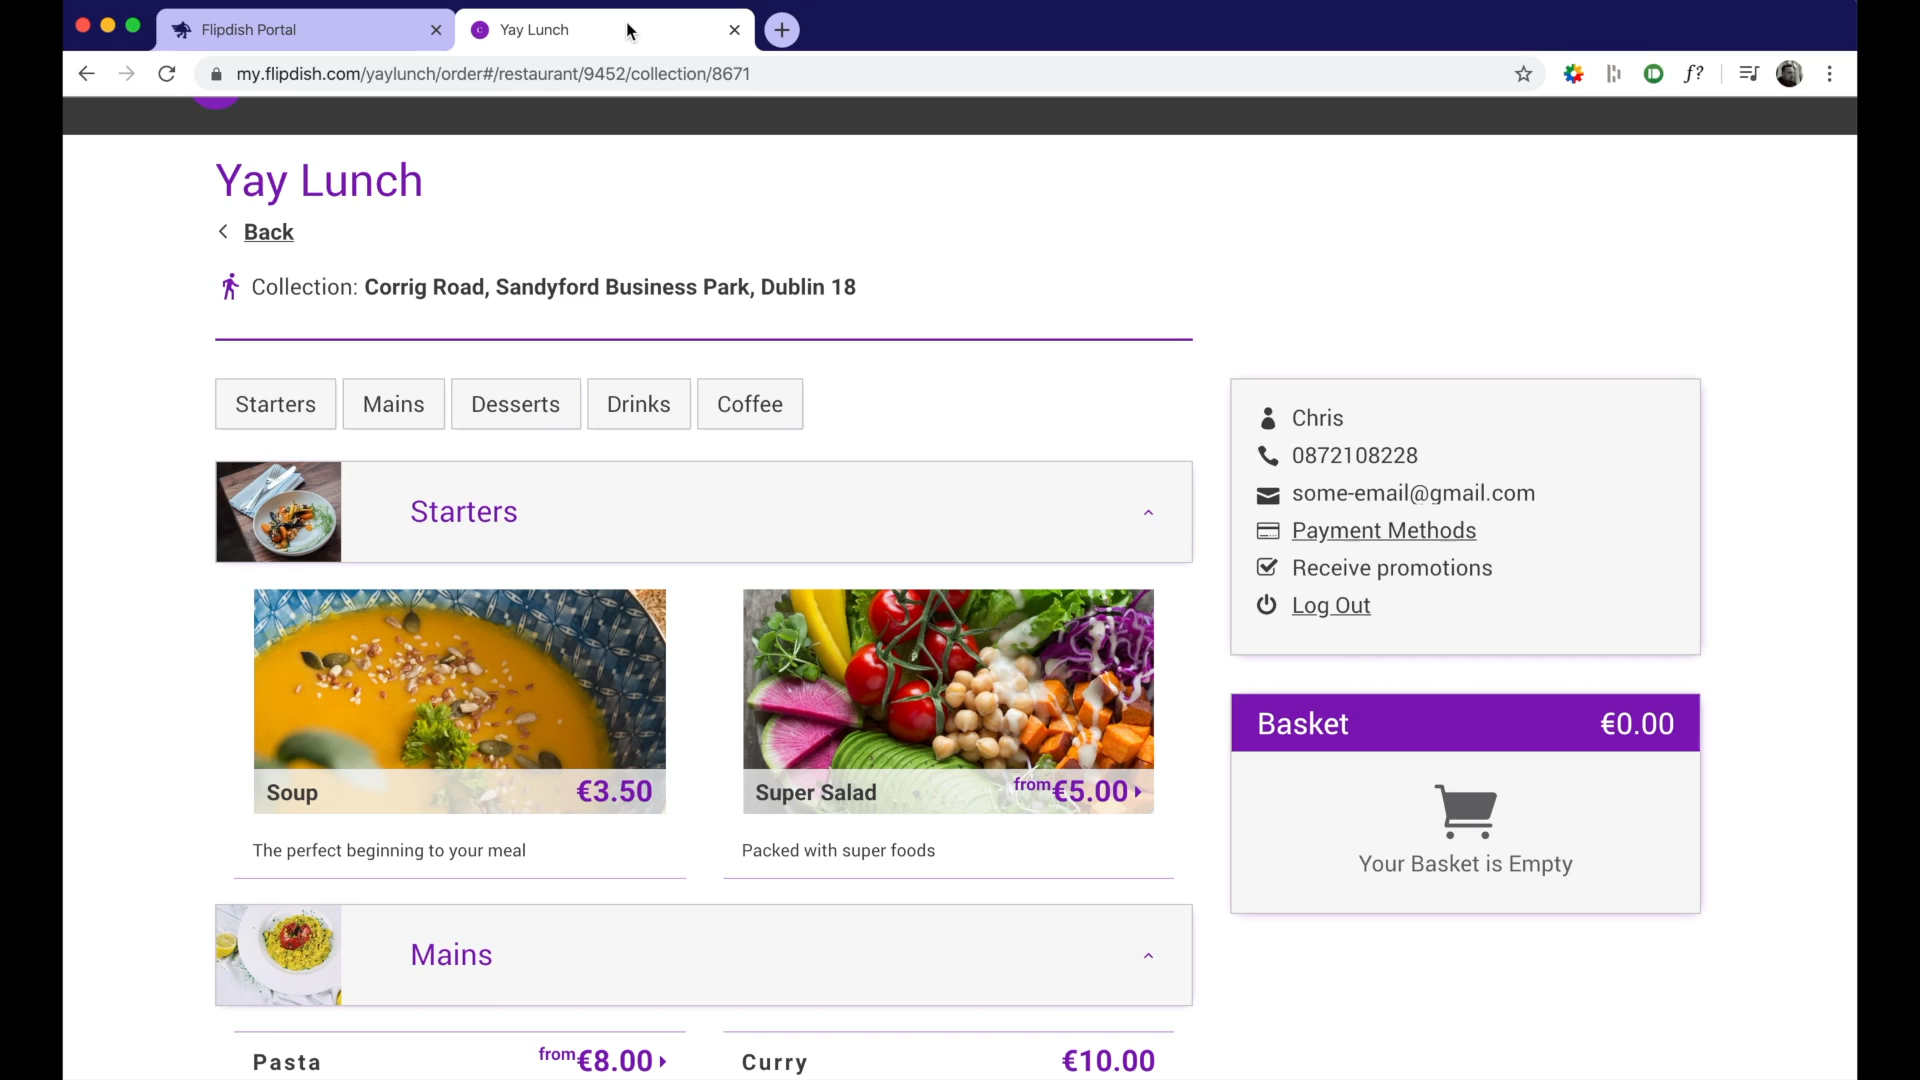 Flipdish Portal
Yay Lunch
my.flipdish.com/yaylunch/order#/restaurant/9452/collection/8671
f?
Yay Lunch
Back
Collection: Corrig Road, Sandyford Business Park, Dublin 18
Starters
Mains
Desserts
Drinks
Coffee
Starters
Soup
€3.50
Super Salad
from €5.00
The perfect beginning to your meal
Packed with super foods
Mains
Pasta
from €8.00
Curry
€10.00
Chris
0872108228
some-email@gmail.com
Payment Methods
Receive promotions
Log Out
Basket
€0.00
Your Basket is Empty